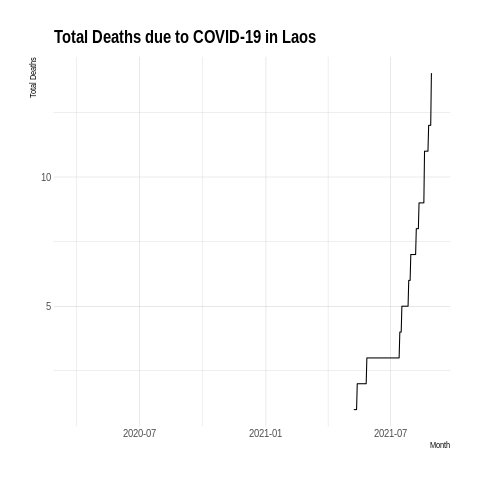 Total Deaths due to COVID-19 in Laos
Total Deaths
10
5
2020-07 2021-01 2021-07
Month